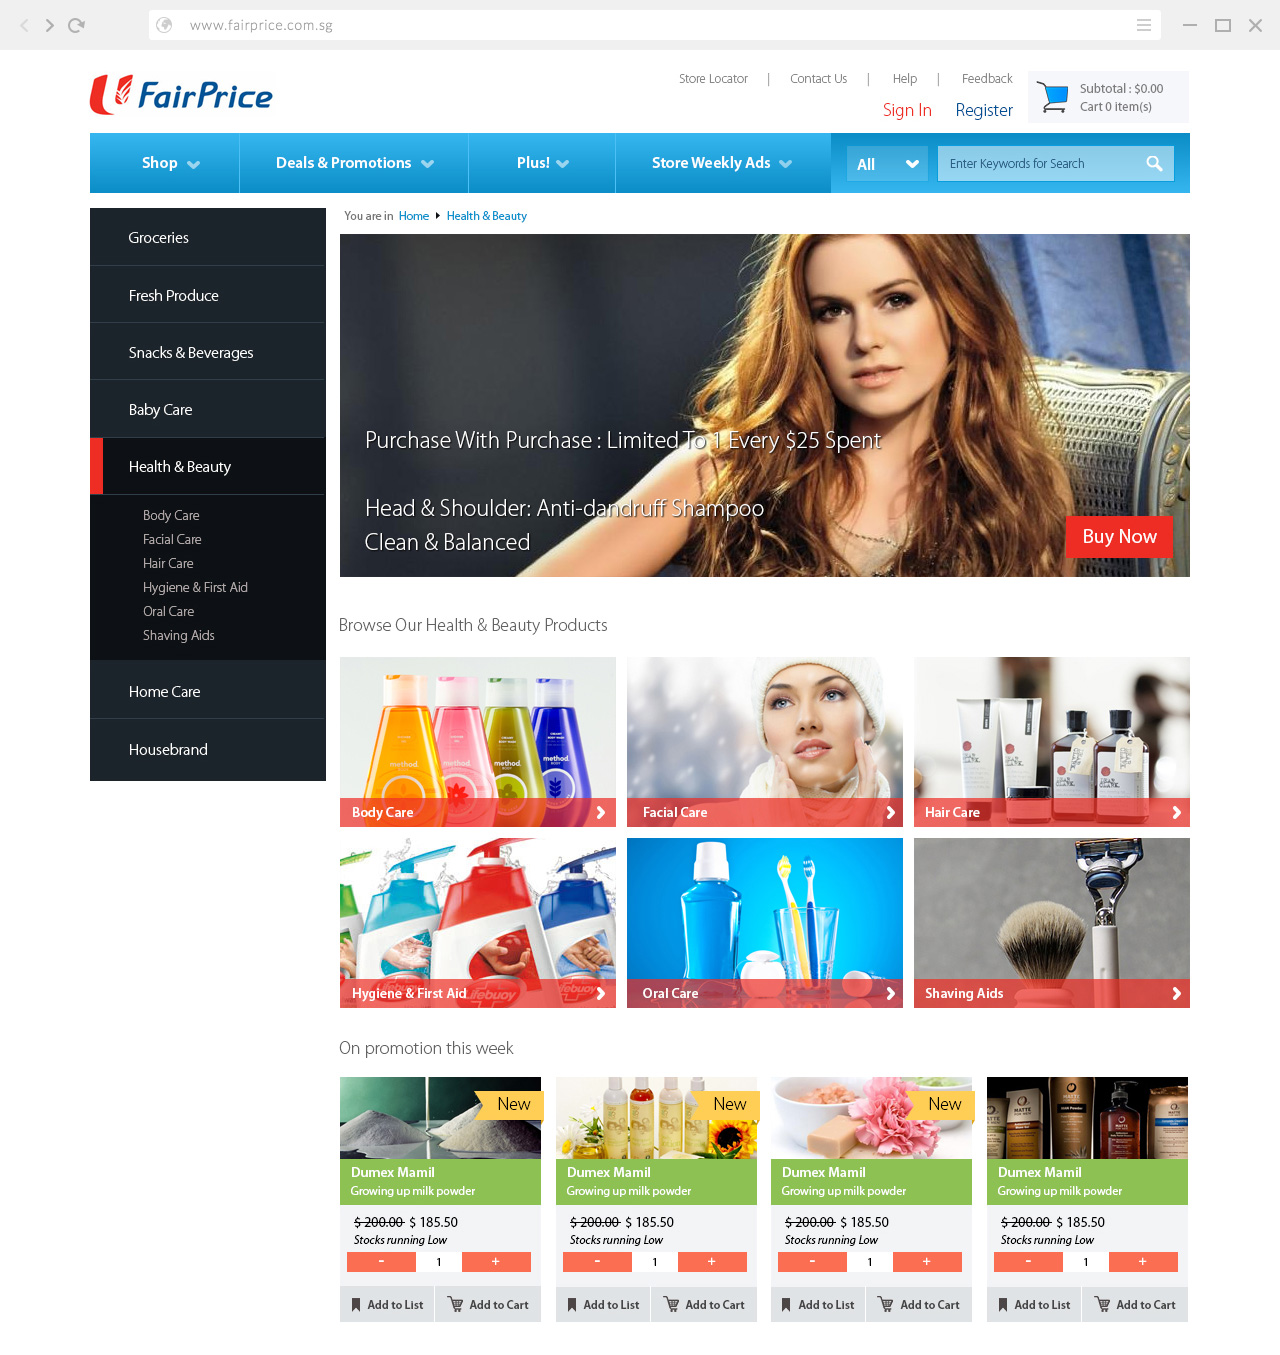 www.fairprice.com.sg
FairPrice
Store Locator | Contact Us | Help | Feedback
Sign In Register
Subtotal : $0.00
Cart 0 item(s)
Shop Deals & Promotions Plus! Store Weekly Ads All Enter Keywords for Search
You are in Home Health & Beauty
Groceries
Fresh Produce
Snacks & Beverages
Baby Care
Health & Beauty
Body Care
Facial Care
Hair Care
Hygiene & First Aid
Oral Care
Shaving Aids
Home Care
Housebrand
Purchase With Purchase : Limited To 1 Every $25 Spent
Head & Shoulder: Anti-dandruff Shampoo
Clean & Balanced
Buy Now
Browse Our Health & Beauty Products
method. method. method. method.
Body Care Facial Care Hair Care
lifebuoy
Hygiene & First Aid Oral Care Shaving Aids
On promotion this week
New New New
MATTE MATTE MATTE
Dumex Mamil Dumex Mamil Dumex Mamil Dumex Mamil
Growing up milk powder Growing up milk powder Growing up milk powder Growing up milk powder
$ 200.00 $ 185.50 $ 200.00 $ 185.50 $ 200.00 $ 185.50 $ 200.00 $ 185.50
Stocks running Low Stocks running Low Stocks running Low Stocks running Low
- 1 + - 1 + - 1 + - 1 +
Add to List Add to Cart Add to List Add to Cart Add to List Add to Cart Add to List Add to Cart